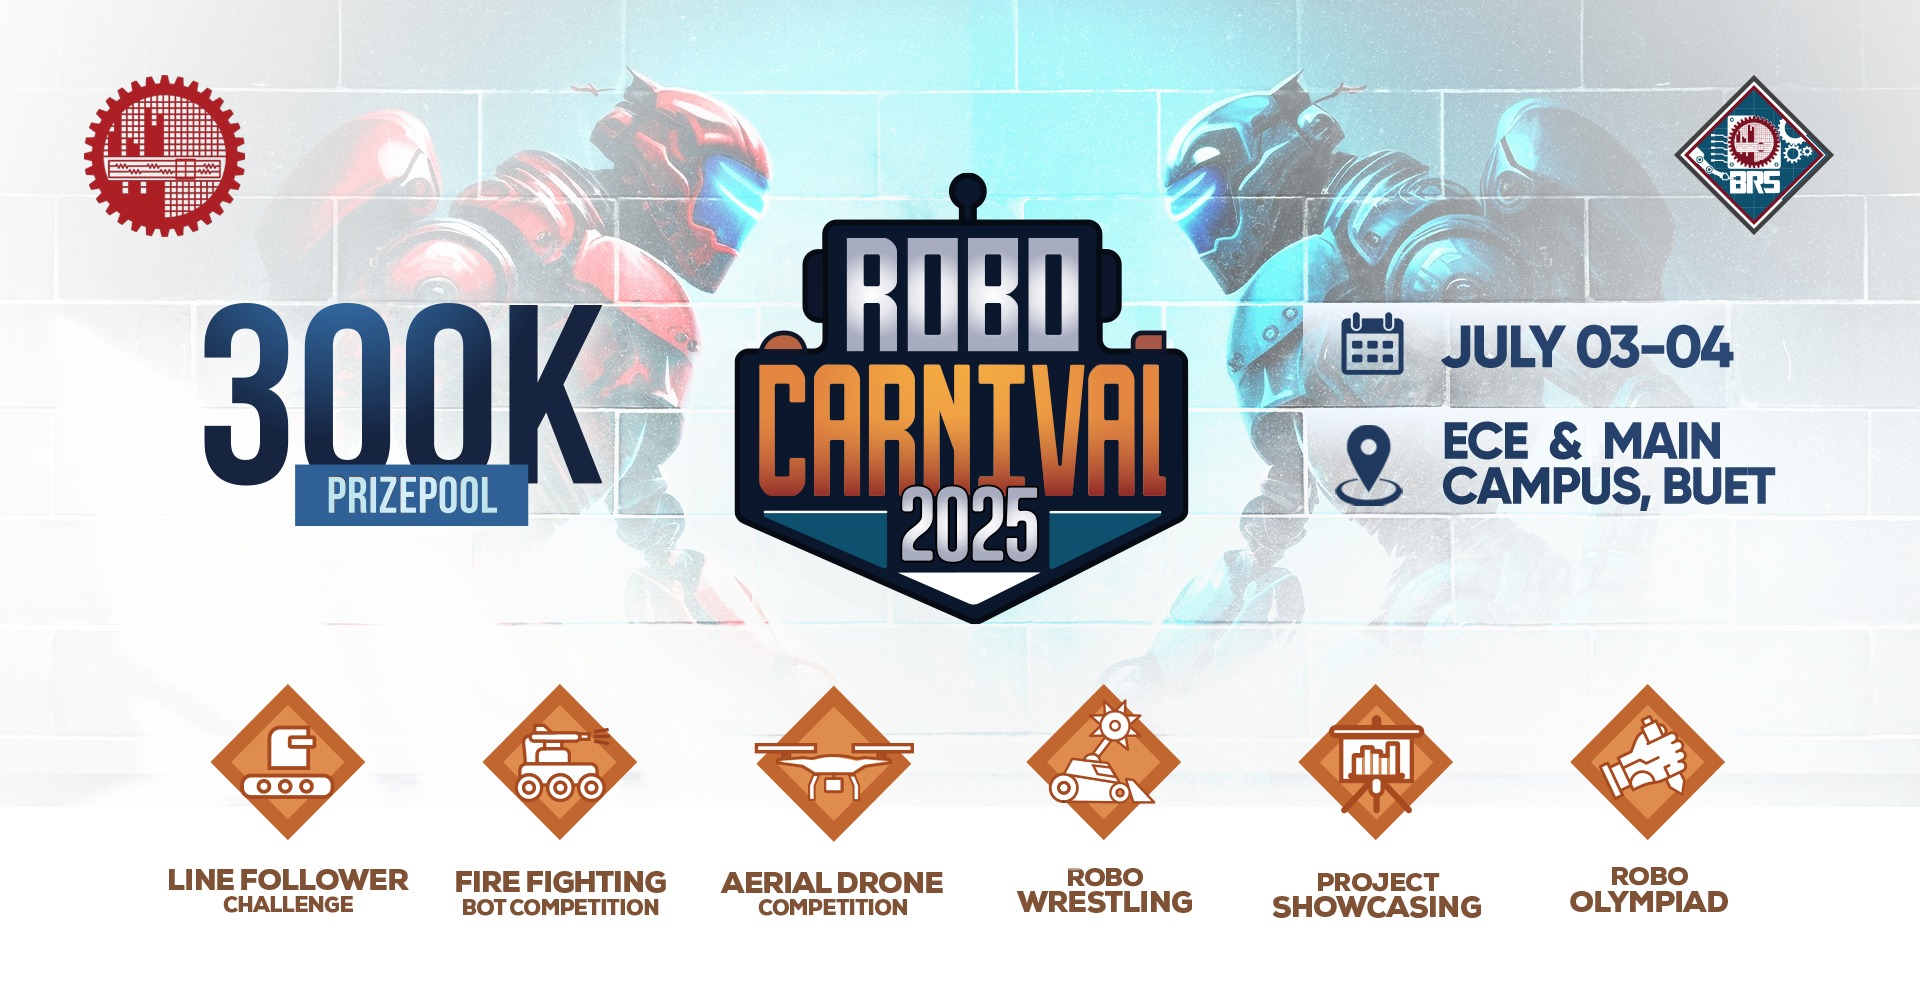 BRS
300K
PRIZEPOOL
ROBO
CARNIVAL
2025
JULY 03-04
ECE & MAIN
CAMPUS, BUET
LINE FOLLOWER
CHALLENGE
FIRE FIGHTING
BOT COMPETITION
AERIAL DRONE
COMPETITION
ROBO
WRESTLING
PROJECT
SHOWCASING
ROBO
OLYMPIAD